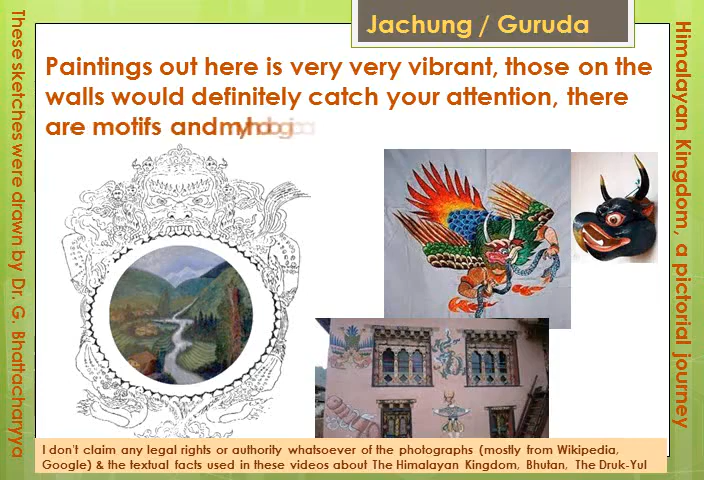 Jachung / Guruda
Paintings out here is very very vibrant, those on the
walls would definitely catch your attention, there
are motifs and
These sketches were drawn by Dr. G. Bhattacharyya
Himalayan Kingdom, a pictorial journey
I don't claim any legal rights or authority whatsoever of the photographs (mostly from Wikipedia,
Google) & the textual facts used in these videos about The Himalayan Kingdom, Bhutan, The Druk-Yul